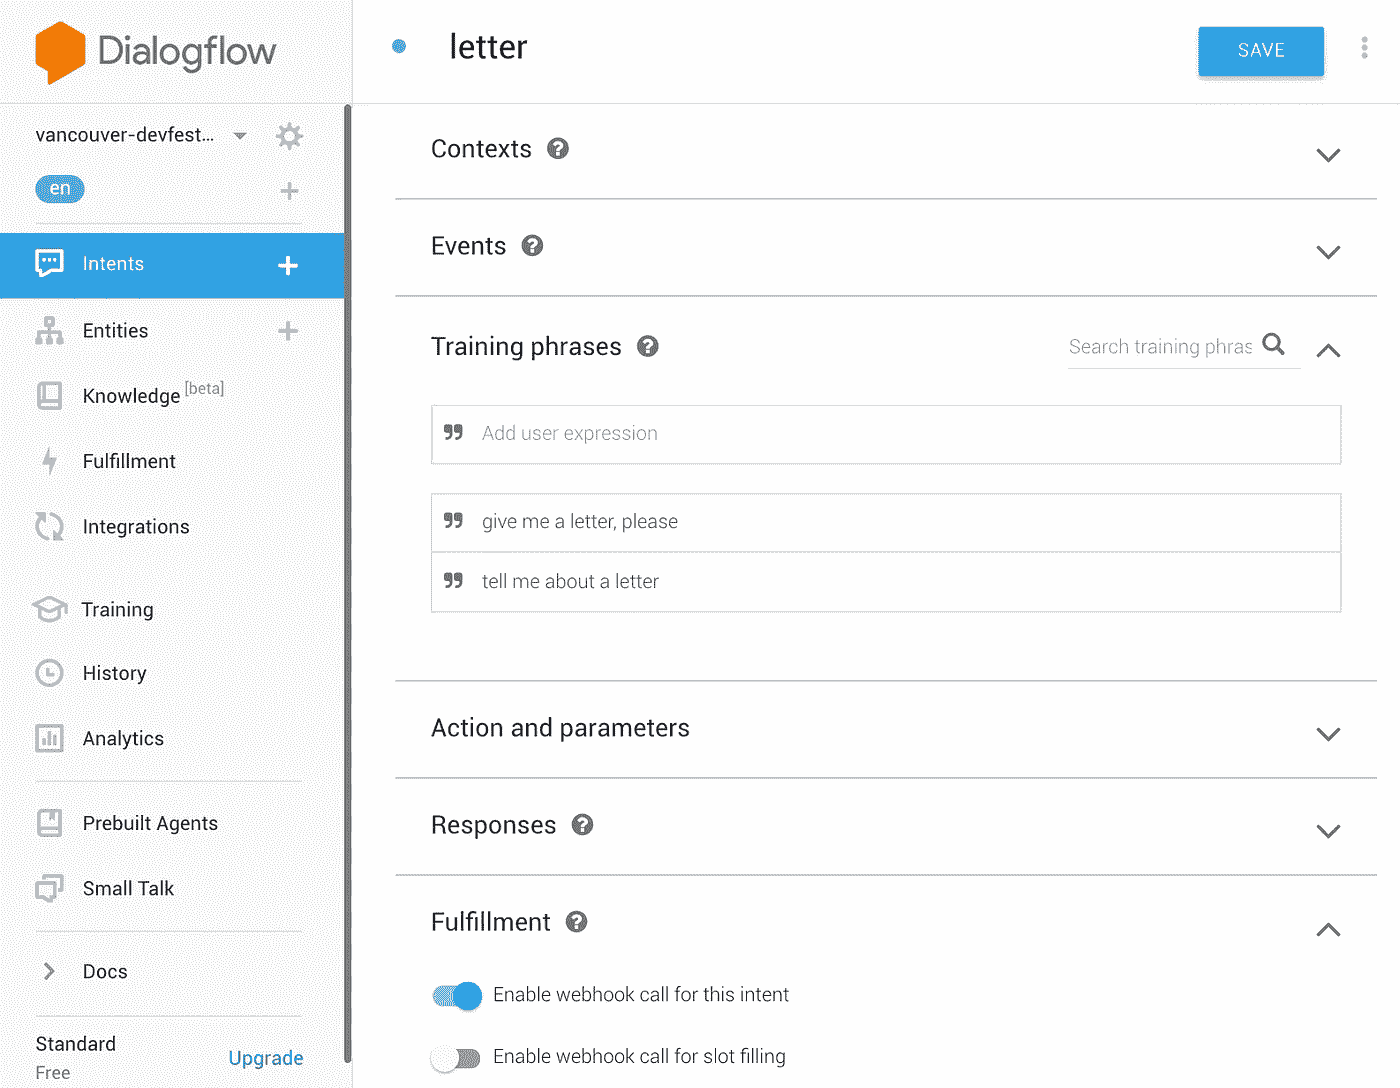 Dialogflow
vancouver-devfest...
en
Intents
Entities
Knowledge [beta]
Fulfillment
Integrations
Training
History
Analytics
Prebuilt Agents
Small Talk
Docs
Standard
Free
Upgrade
letter
SAVE
Contexts
Events
Training phrases
Search training phras
Add user expression
give me a letter, please
tell me about a letter
Action and parameters
Responses
Fulfillment
Enable webhook call for this intent
Enable webhook call for slot filling